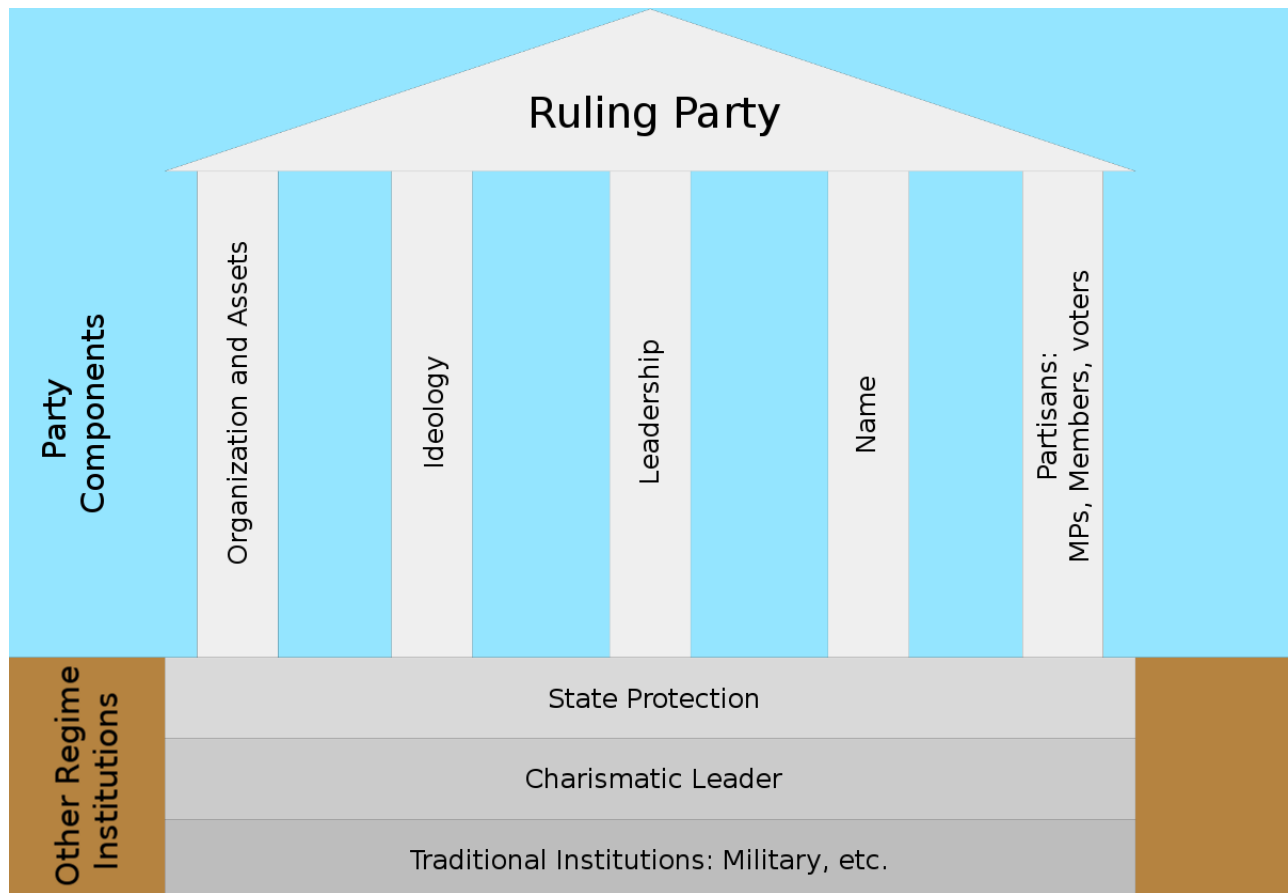 Ruling Party
Party
Components
Organization and Assets
Ideology
Leadership
Name
Partisans:
MPs, Members, voters
Other Regime
Institutions
State Protection
Charismatic Leader
Traditional Institutions: Military, etc.